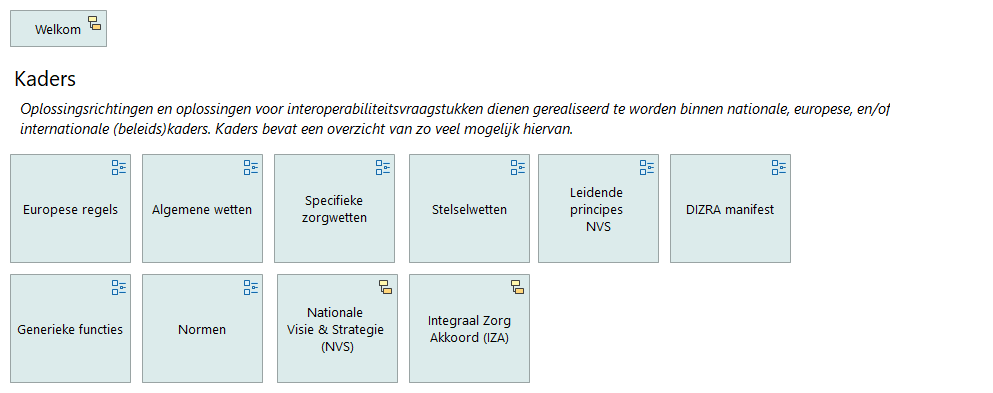 Welkom
Kaders
Oplossingsrichtingen en oplossingen voor interoperabiliteitsvraagstukken dienen gerealiseerd te worden binnen nationale, europese, en/of
internationale (beleids)kaders. Kaders bevat een overzicht van zo veel mogelijk hiervan.
Europese regels
Algemene wetten
Specifieke
zorgwetten
Stelselwetten
Leidende
principes
NVS
DIZRA manifest
Generieke functies
Normen
Nationale
Visie & Strategie
(NVS)
Integraal Zorg
Akkoord (IZA)